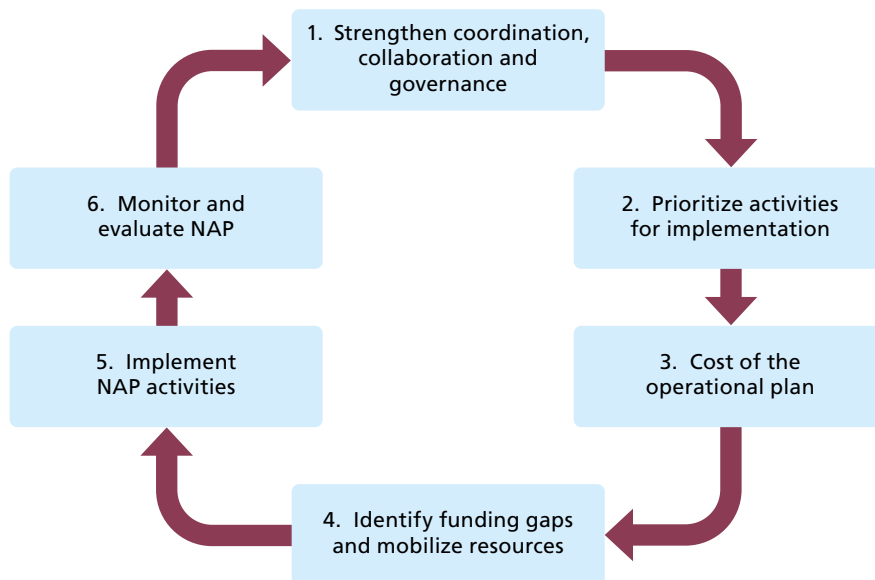 1. Strengthen coordination,
collaboration and
governance
2. Prioritize activities
for implementation
3. Cost of the
operational plan
4. Identify funding gaps
and mobilize resources
5. Implement
NAP activities
6. Monitor and
evaluate NAP